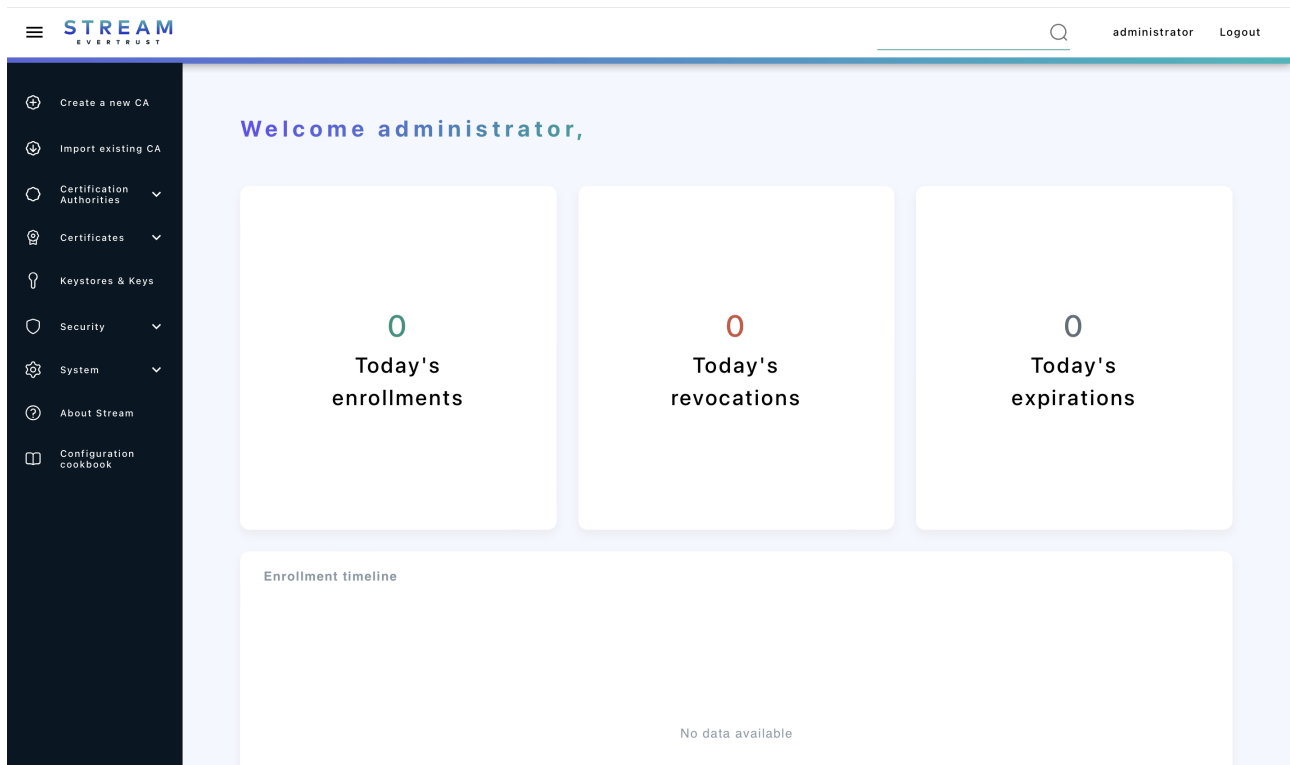 STREAM
EVERTRUST
administrator
Logout
Create a new CA
Import existing CA
Certification
Authorities
Certificates
Keystores & Keys
Security
System
About Stream
Configuration
cookbook
Welcome administrator,
0
Today's
enrollments
0
Today's
revocations
0
Today's
expirations
Enrollment timeline
No data available